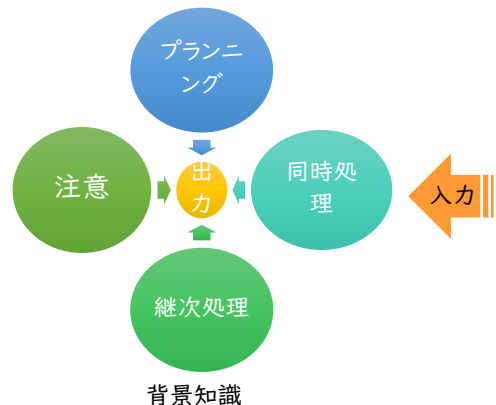 プランニ
ング
注意
出
力
同時処
理
入力
継次処理
背景知識